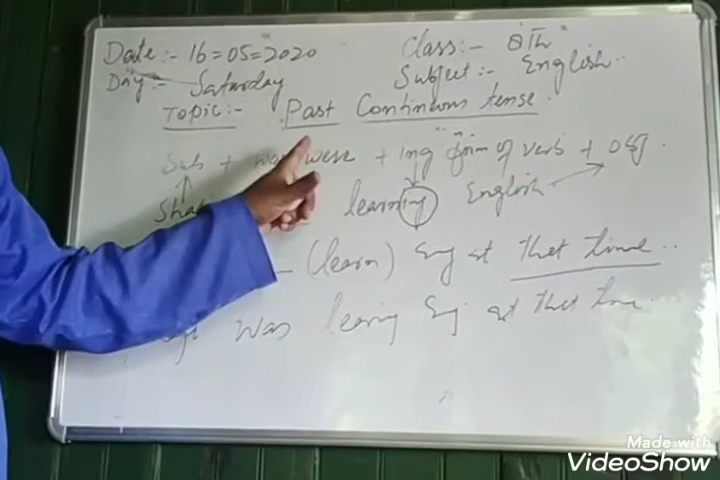 Date :- 16=05=2020 Class:- 8Th
Day :- Saturday Subject:- English..
Topic:- Past Continuous tense.
Sub + was were + ing form of verb + Obj.
learning English
(learn) Eng at that time..
was learing Eng at that time.
Made with
VideoShow